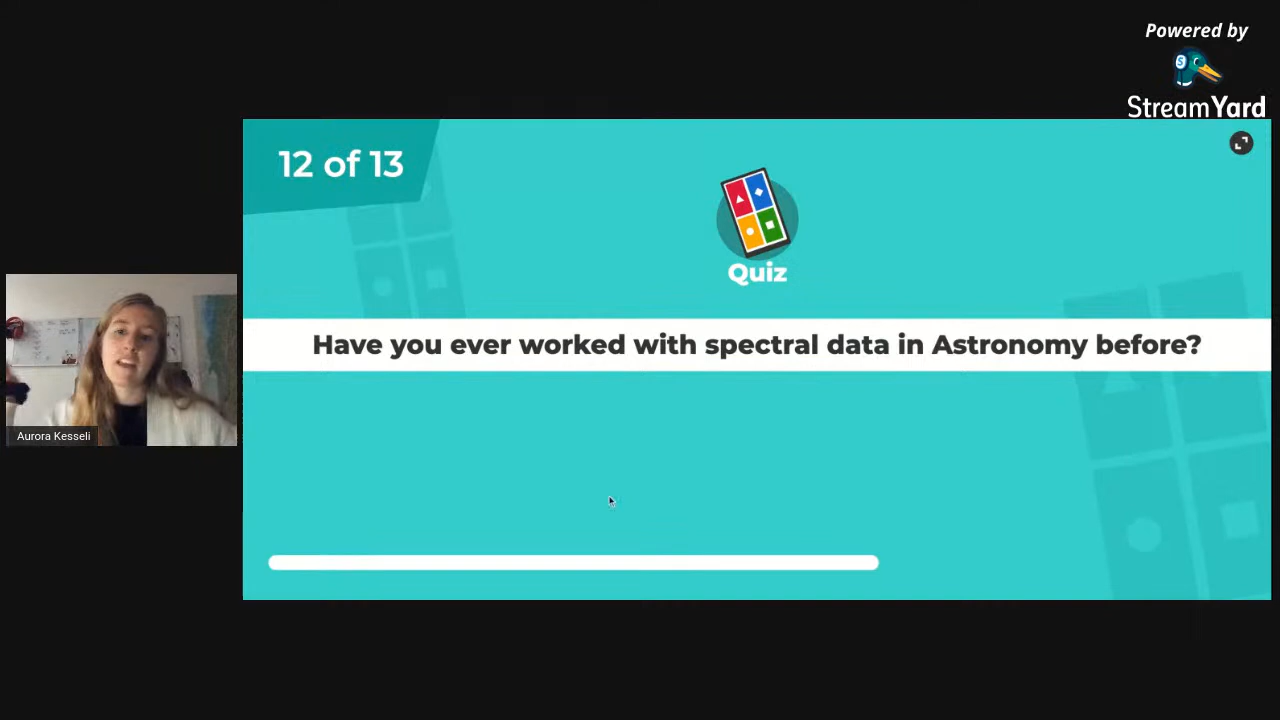 Powered by
StreamYard
12 of 13
Quiz
Have you ever worked with spectral data in Astronomy before?
Aurora Kesseli